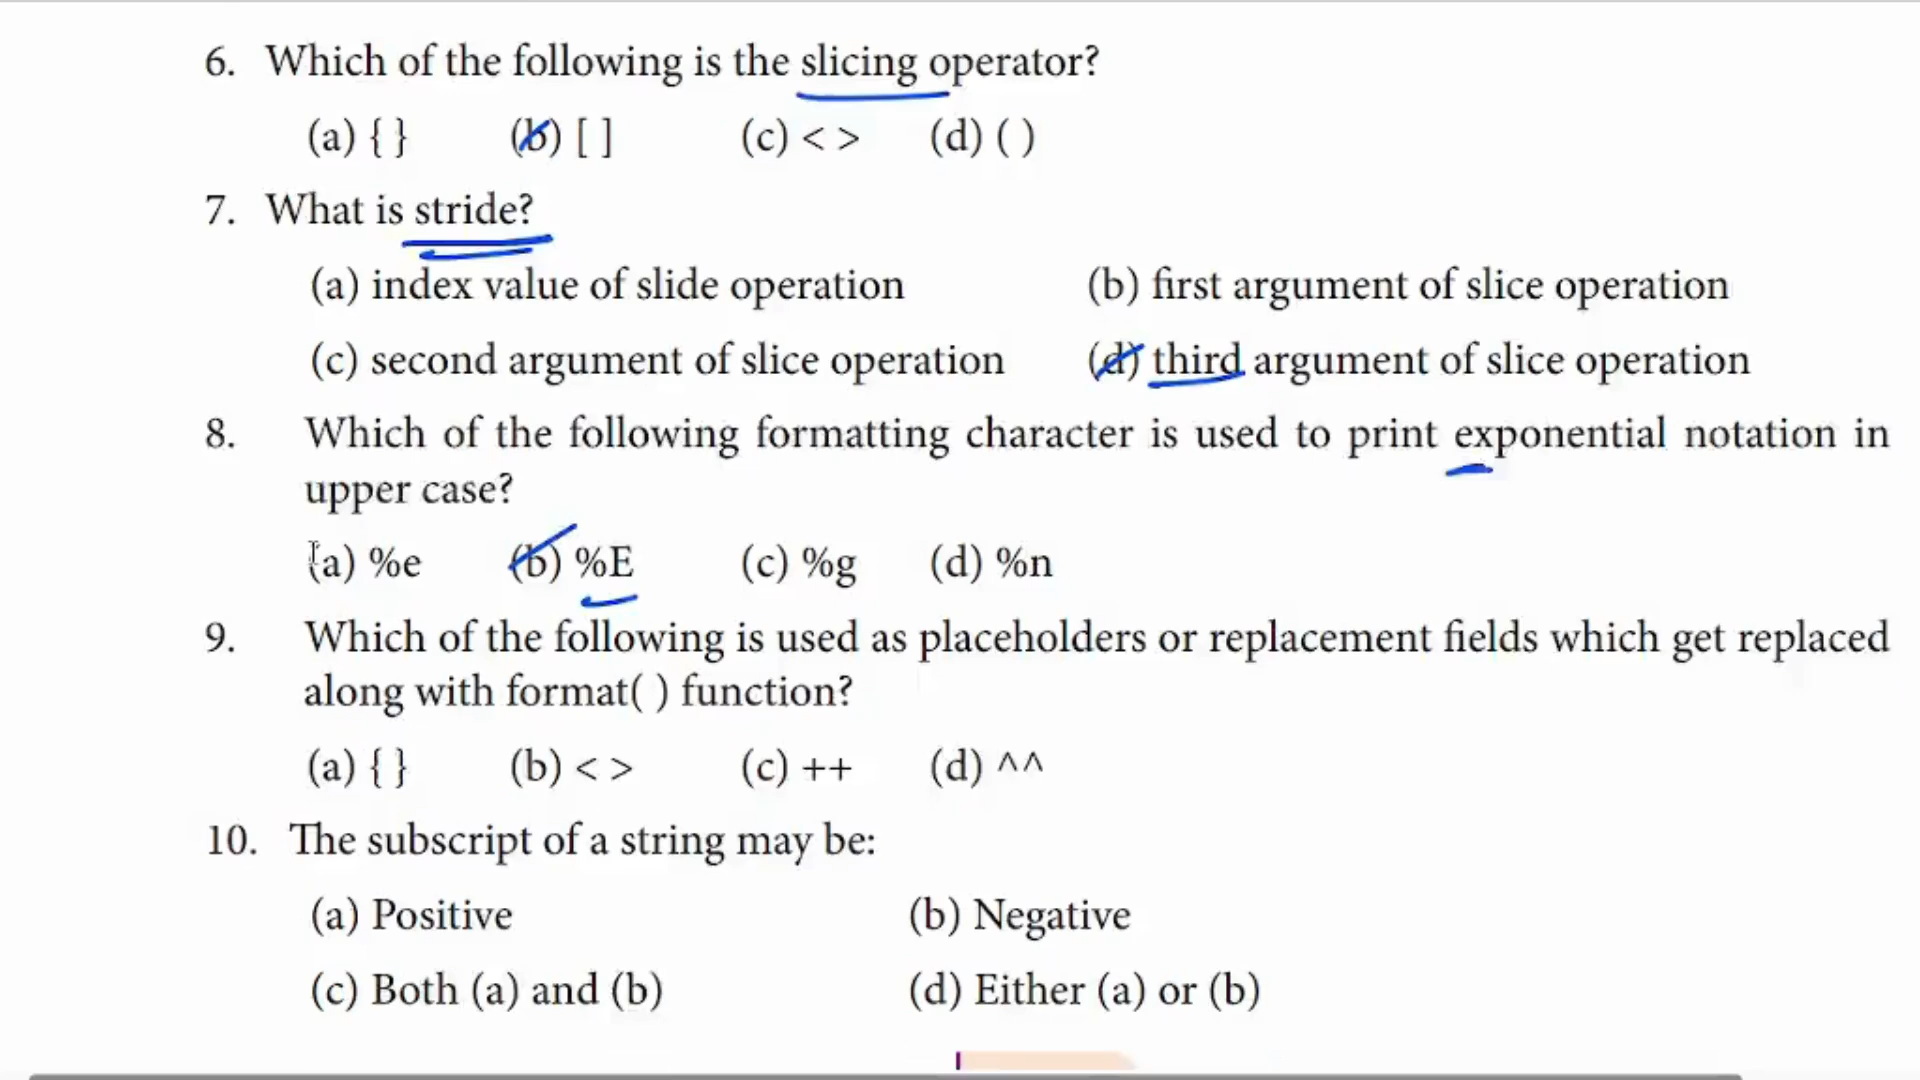 6. Which of the following is the slicing operator?
(a) { } (b) [ ] (c) < > (d) ( )
7. What is stride?
(a) index value of slide operation (b) first argument of slice operation
(c) second argument of slice operation (d) third argument of slice operation
8. Which of the following formatting character is used to print exponential notation in
upper case?
(a) %e (b) %E (c) %g (d) %n
9. Which of the following is used as placeholders or replacement fields which get replaced
along with format( ) function?
(a) { } (b) < > (c) ++ (d) ^^
10. The subscript of a string may be:
(a) Positive (b) Negative
(c) Both (a) and (b) (d) Either (a) or (b)